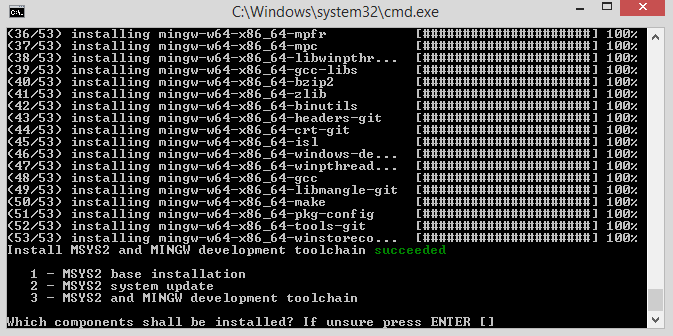 C:\Windows\system32\cmd.exe
(36/53) installing mingw-w64-x86_64-mpfr [######################] 100%
(37/53) installing mingw-w64-x86_64-mpc [######################] 100%
(38/53) installing mingw-w64-x86_64-libwinpthr... [######################] 100%
(39/53) installing mingw-w64-x86_64-gcc-libs [######################] 100%
(40/53) installing mingw-w64-x86_64-bzip2 [######################] 100%
(41/53) installing mingw-w64-x86_64-zlib [######################] 100%
(42/53) installing mingw-w64-x86_64-binutils [######################] 100%
(43/53) installing mingw-w64-x86_64-headers-git [######################] 100%
(44/53) installing mingw-w64-x86_64-crt-git [######################] 100%
(45/53) installing mingw-w64-x86_64-isl [######################] 100%
(46/53) installing mingw-w64-x86_64-windows-de... [######################] 100%
(47/53) installing mingw-w64-x86_64-winpthread... [######################] 100%
(48/53) installing mingw-w64-x86_64-gcc [######################] 100%
(49/53) installing mingw-w64-x86_64-libmangle-git [######################] 100%
(50/53) installing mingw-w64-x86_64-make [######################] 100%
(51/53) installing mingw-w64-x86_64-pkg-config [######################] 100%
(52/53) installing mingw-w64-x86_64-tools-git [######################] 100%
(53/53) installing mingw-w64-x86_64-winstoreco... [######################] 100%
Install MSYS2 and MINGW development toolchain succeeded
1 - MSYS2 base installation
2 - MSYS2 system update
3 - MSYS2 and MINGW development toolchain
Which components shall be installed? If unsure press ENTER []